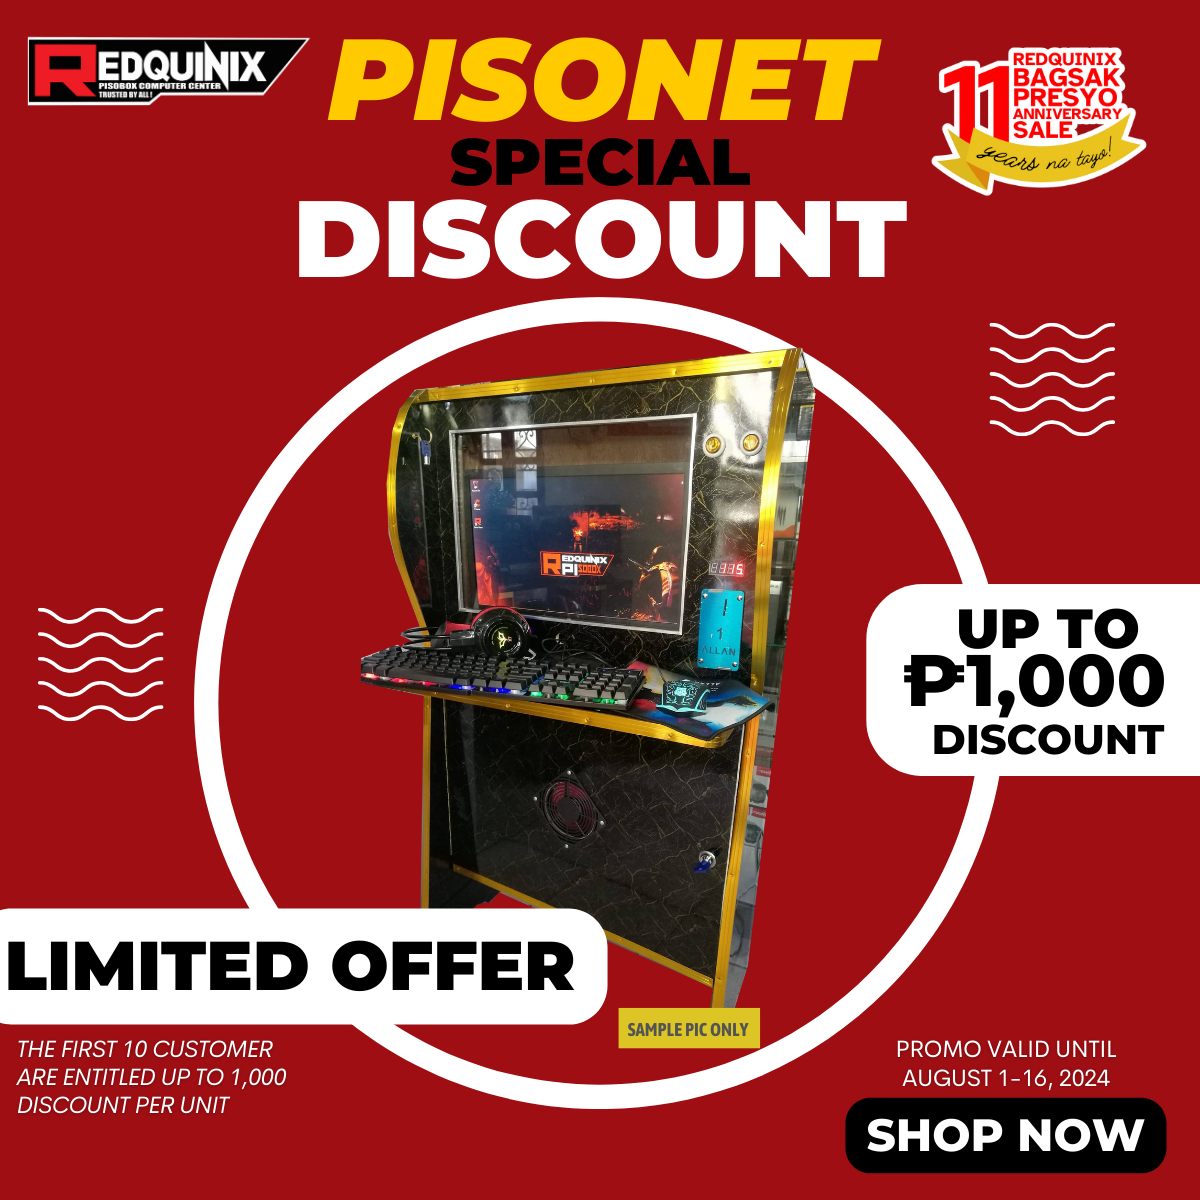 REDQUINIX
PISOBOX COMPUTER CENTER
TRUSTED BY ALL!
PISONET
SPECIAL
DISCOUNT
11
REDQUINIX
BAGSAK
PRESYO
ANNIVERSARY
SALE
years na tayo!
REDQUINIX
PISOBOX
1
ALLAN
UP TO
₱1,000
DISCOUNT
LIMITED OFFER
SAMPLE PIC ONLY
THE FIRST 10 CUSTOMER
ARE ENTITLED UP TO 1,000
DISCOUNT PER UNIT
PROMO VALID UNTIL
AUGUST 1-16, 2024
SHOP NOW